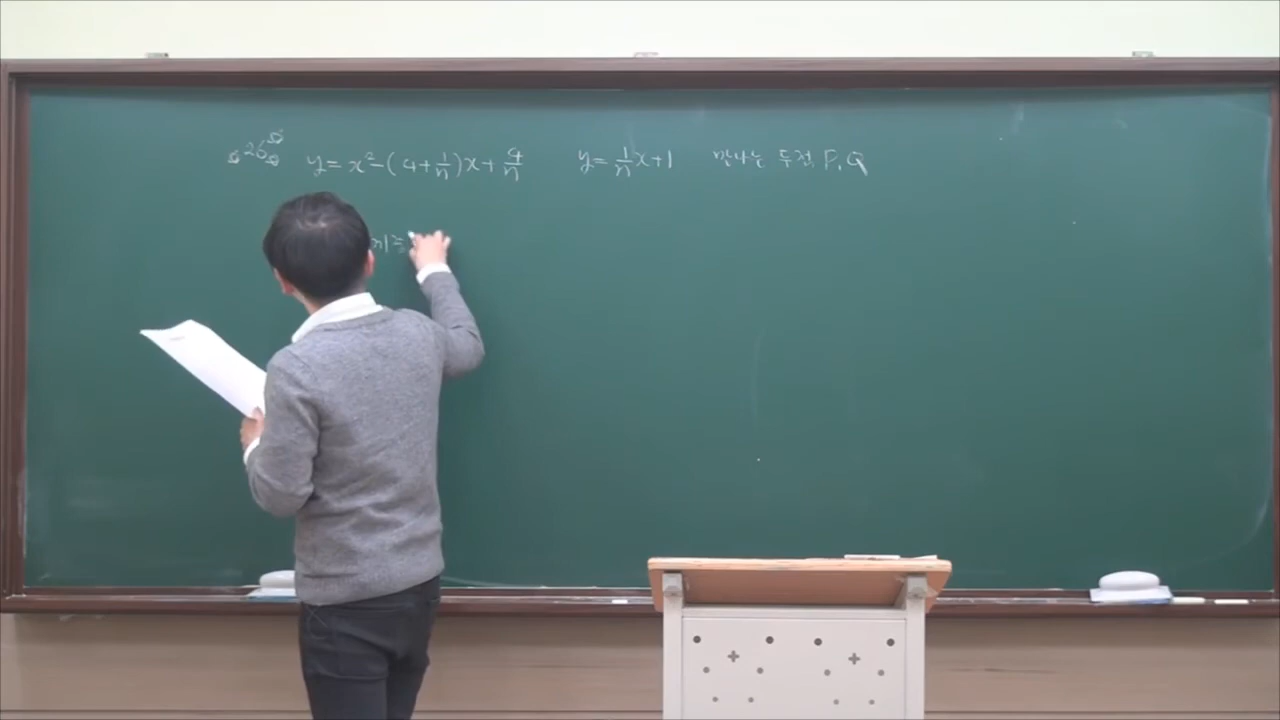 26 y=x²-(4+1/n)x+4/n y=1/n x+1 만나는 두점 P, Q